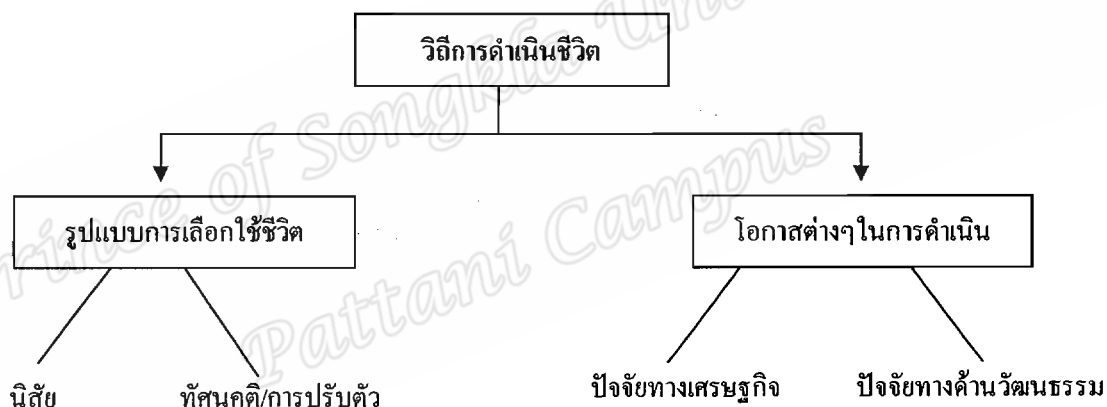 วิถีการดำเนินชีวิต
รูปแบบการเลือกใช้ชีวิต
โอกาสต่างๆในการดำเนิน
นิสัย
ทัศนคติ/การปรับตัว
ปัจจัยทางเศรษฐกิจ
ปัจจัยทางด้านวัฒนธรรม
Prince of Songkla
Pattani Campus